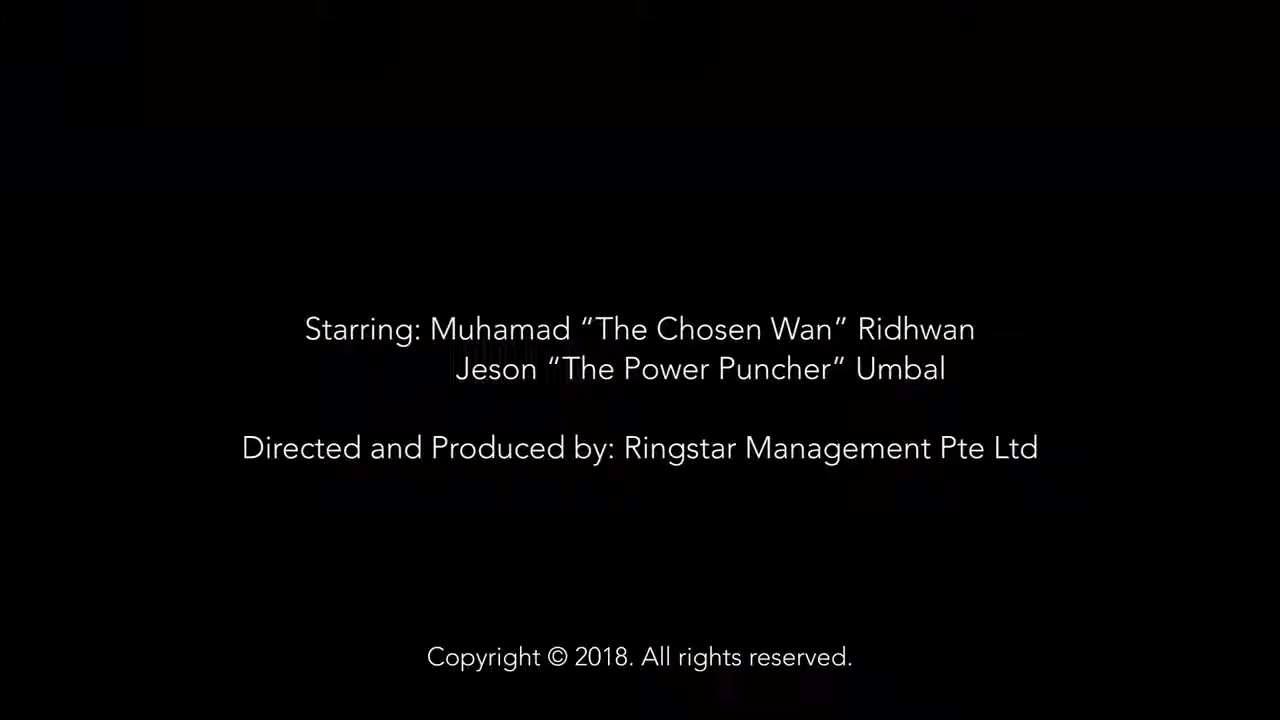 Starring: Muhamad “The Chosen Wan” Ridhwan
Jeson “The Power Puncher” Umbal
Directed and Produced by: Ringstar Management Pte Ltd
Copyright © 2018. All rights reserved.